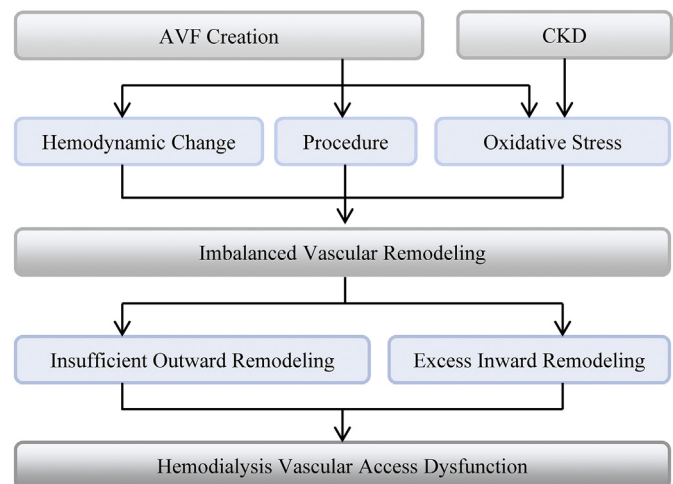 AVF Creation
CKD
Hemodynamic Change
Procedure
Oxidative Stress
Imbalanced Vascular Remodeling
Insufficient Outward Remodeling
Excess Inward Remodeling
Hemodialysis Vascular Access Dysfunction